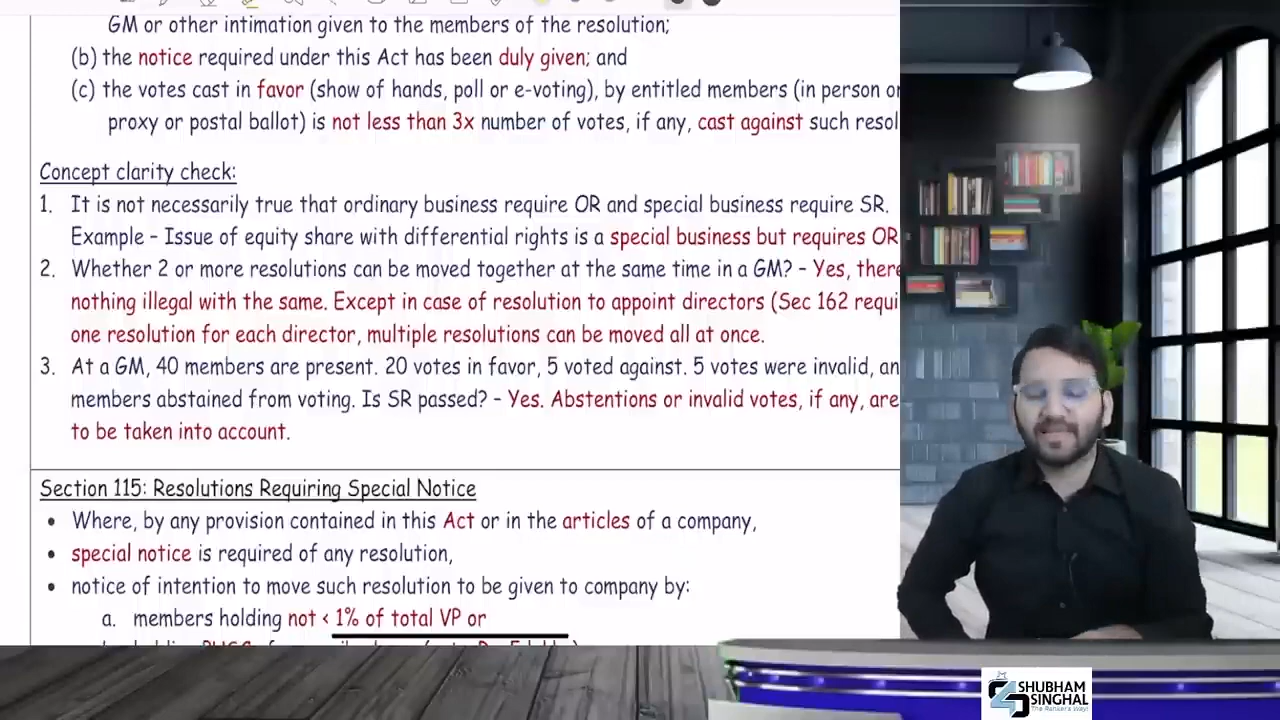 GM or other intimation given to the members of the resolution;
(b) the notice required under this Act has been duly given; and
(c) the votes cast in favor (show of hands, poll or e-voting), by entitled members (in person or
proxy or postal ballot) is not less than 3x number of votes, if any, cast against such resol
Concept clarity check:
1. It is not necessarily true that ordinary business require OR and special business require SR.
Example – Issue of equity share with differential rights is a special business but requires OR
2. Whether 2 or more resolutions can be moved together at the same time in a GM? – Yes, there
nothing illegal with the same. Except in case of resolution to appoint directors (Sec 162 requi
one resolution for each director, multiple resolutions can be moved all at once.
3. At a GM, 40 members are present. 20 votes in favor, 5 voted against. 5 votes were invalid, an
members abstained from voting. Is SR passed? – Yes. Abstentions or invalid votes, if any, are
to be taken into account.
Section 115: Resolutions Requiring Special Notice
• Where, by any provision contained in this Act or in the articles of a company,
• special notice is required of any resolution,
• notice of intention to move such resolution to be given to company by:
a. members holding not < 1% of total VP or
SHUBHAM
SINGHAL
The Rankers Way!